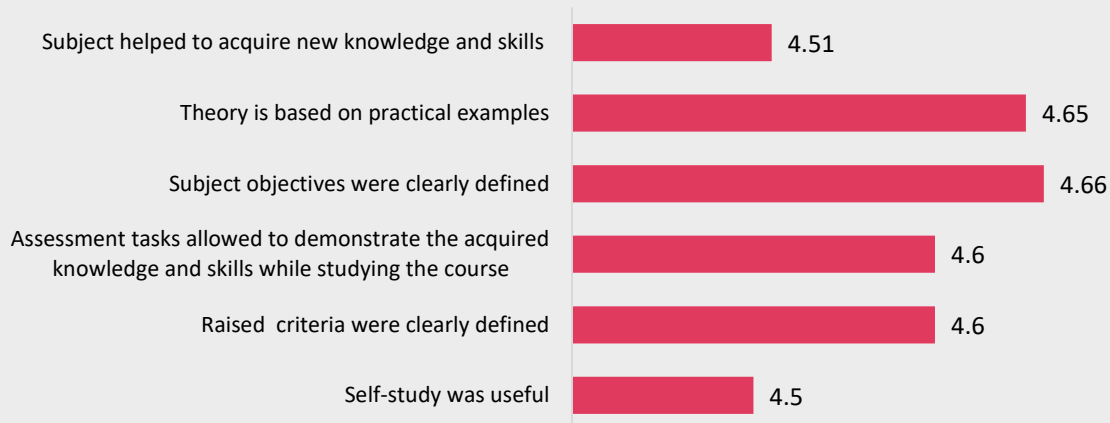 Subject helped to acquire new knowledge and skills 4.51
Theory is based on practical examples 4.65
Subject objectives were clearly defined 4.66
Assessment tasks allowed to demonstrate the acquired
knowledge and skills while studying the course 4.6
Raised criteria were clearly defined 4.6
Self-study was useful 4.5